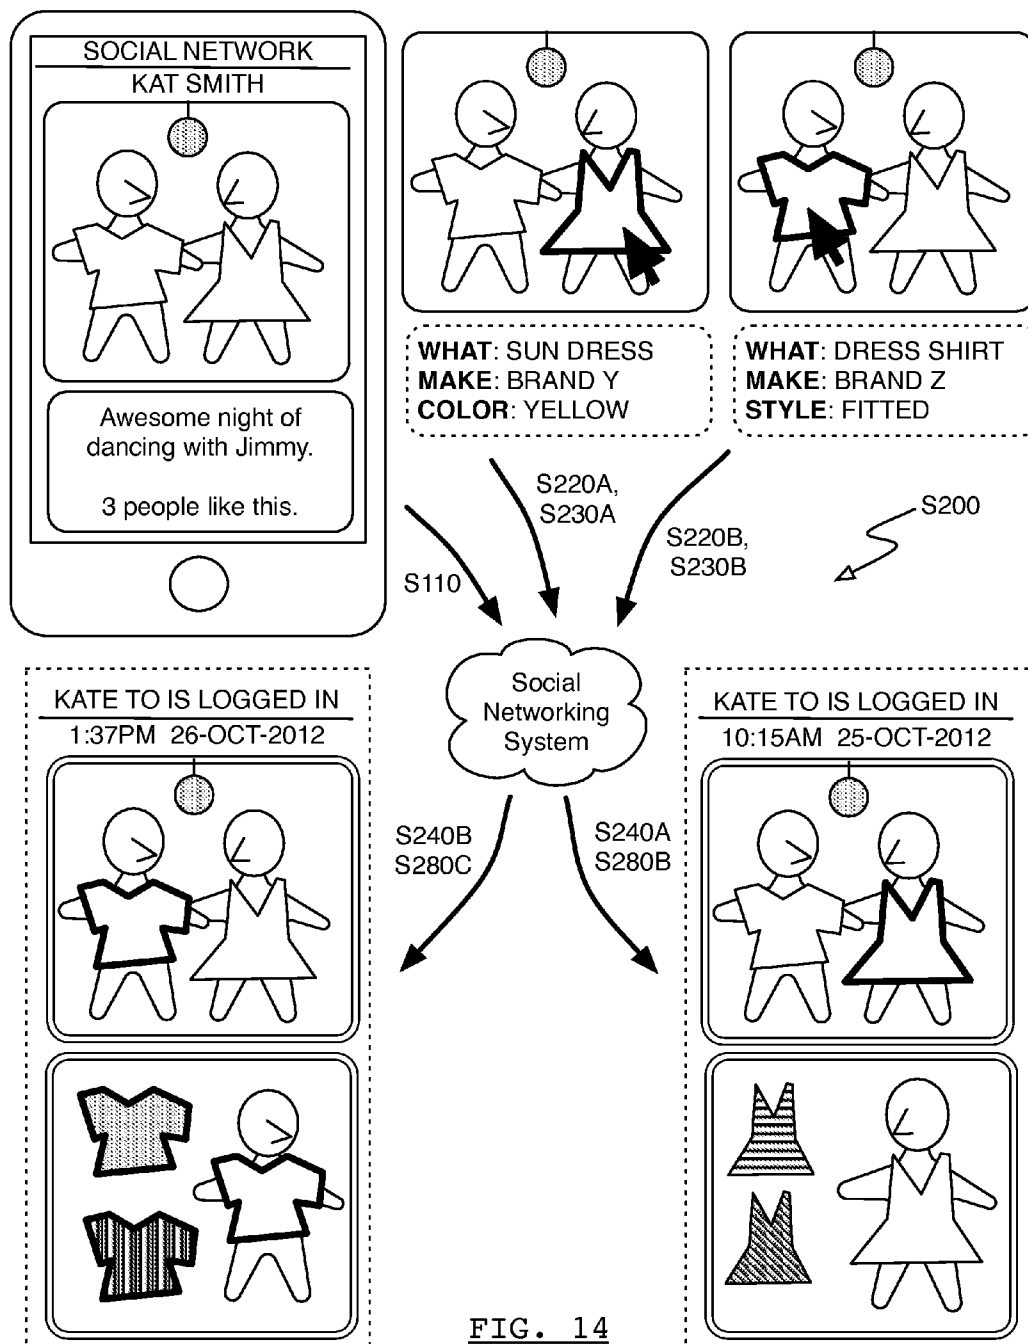 SOCIAL NETWORK
KAT SMITH
Awesome night of
dancing with Jimmy.
3 people like this.
WHAT: SUN DRESS
MAKE: BRAND Y
COLOR: YELLOW
WHAT: DRESS SHIRT
MAKE: BRAND Z
STYLE: FITTED
S110
S220A,
S230A
S220B,
S230B
S200
Social
Networking
System
KATE TO IS LOGGED IN
1:37PM 26-OCT-2012
S240B
S280C
S240A
S280B
KATE TO IS LOGGED IN
10:15AM 25-OCT-2012
FIG. 14